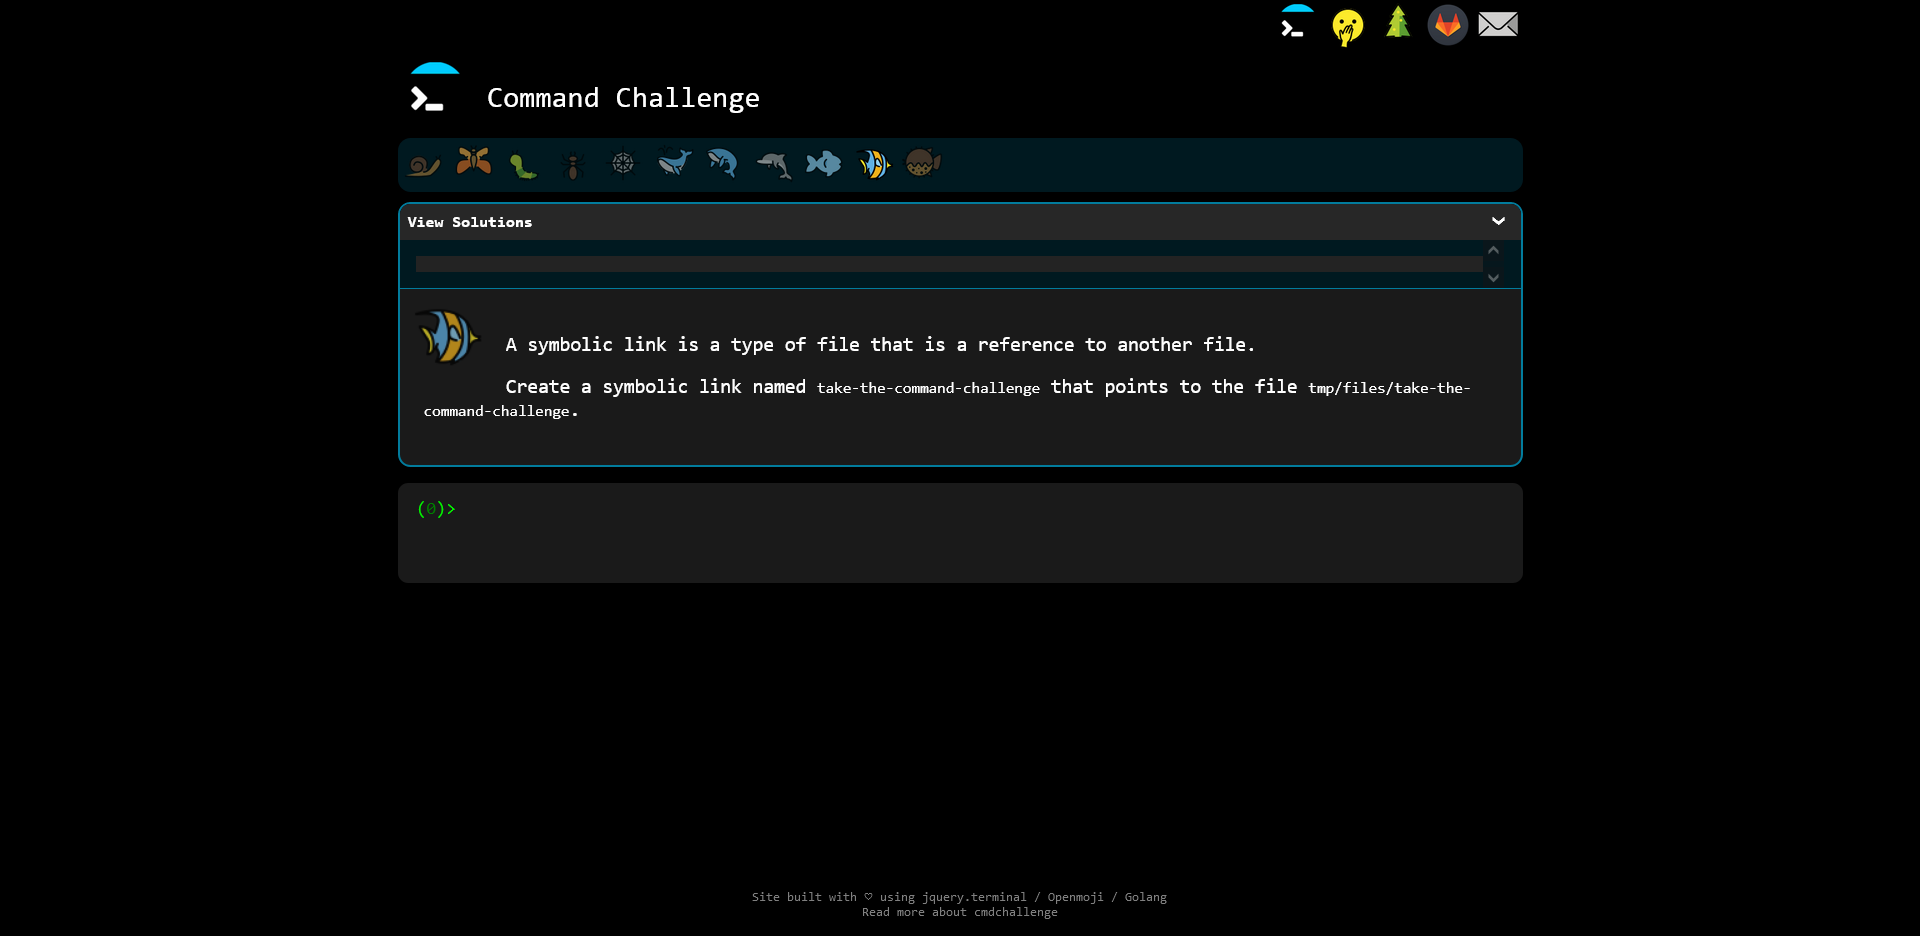 Command Challenge
View Solutions
A symbolic link is a type of file that is a reference to another file.
Create a symbolic link named take-the-command-challenge that points to the file tmp/files/take-the-
command-challenge.
(0)>
Site built with ♡ using jquery.terminal / Openmoji / Golang
Read more about cmdchallenge